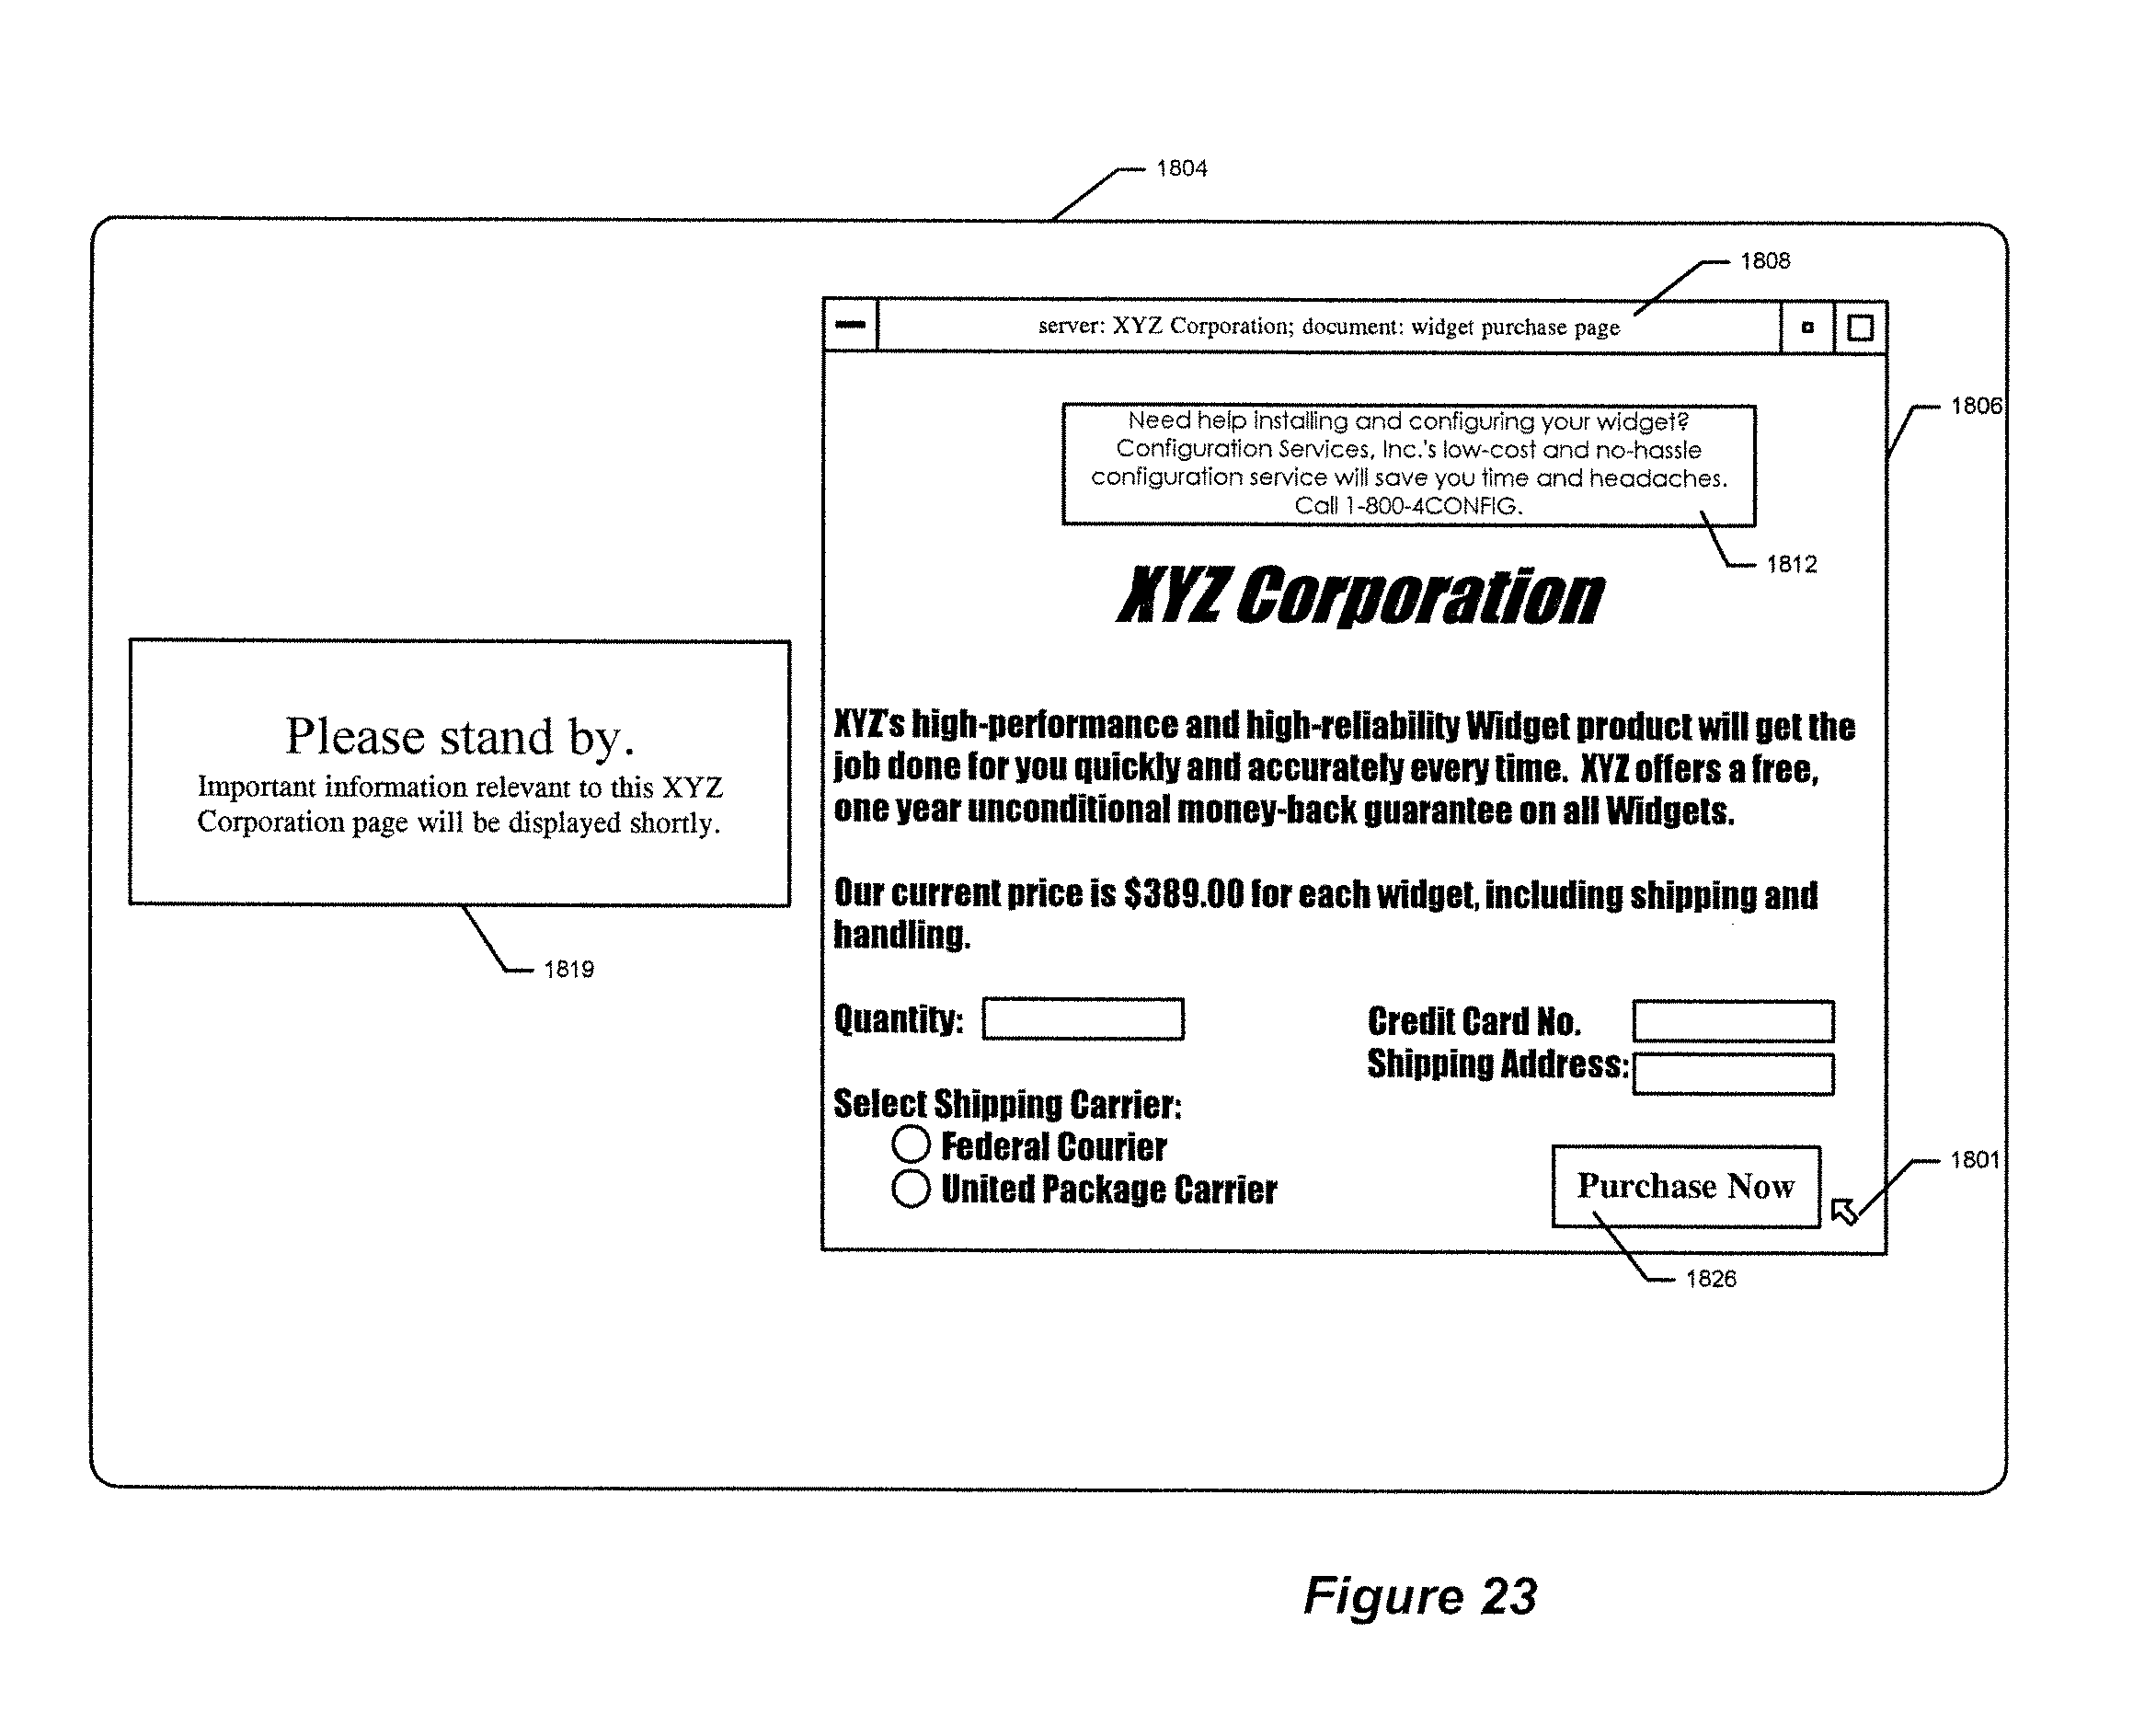 1804
1808
server: XYZ Corporation; document: widget purchase page
1806
Need help installing and configuring your widget?
Configuration Services, Inc.'s low-cost and no-hassle
configuration service will save you time and headaches.
Call 1-800-4CONFIG.
1812
XYZ Corporation
Please stand by.
Important information relevant to this XYZ
Corporation page will be displayed shortly.
1819
XYZ's high-performance and high-reliability Widget product will get the
job done for you quickly and accurately every time. XYZ offers a free,
one year unconditional money-back guarantee on all Widgets.
Our current price is $389.00 for each widget, including shipping and
handling.
Quantity:
Credit Card No.
Shipping Address:
Select Shipping Carrier:
Federal Courier
United Package Carrier
Purchase Now
1801
1826
Figure 23